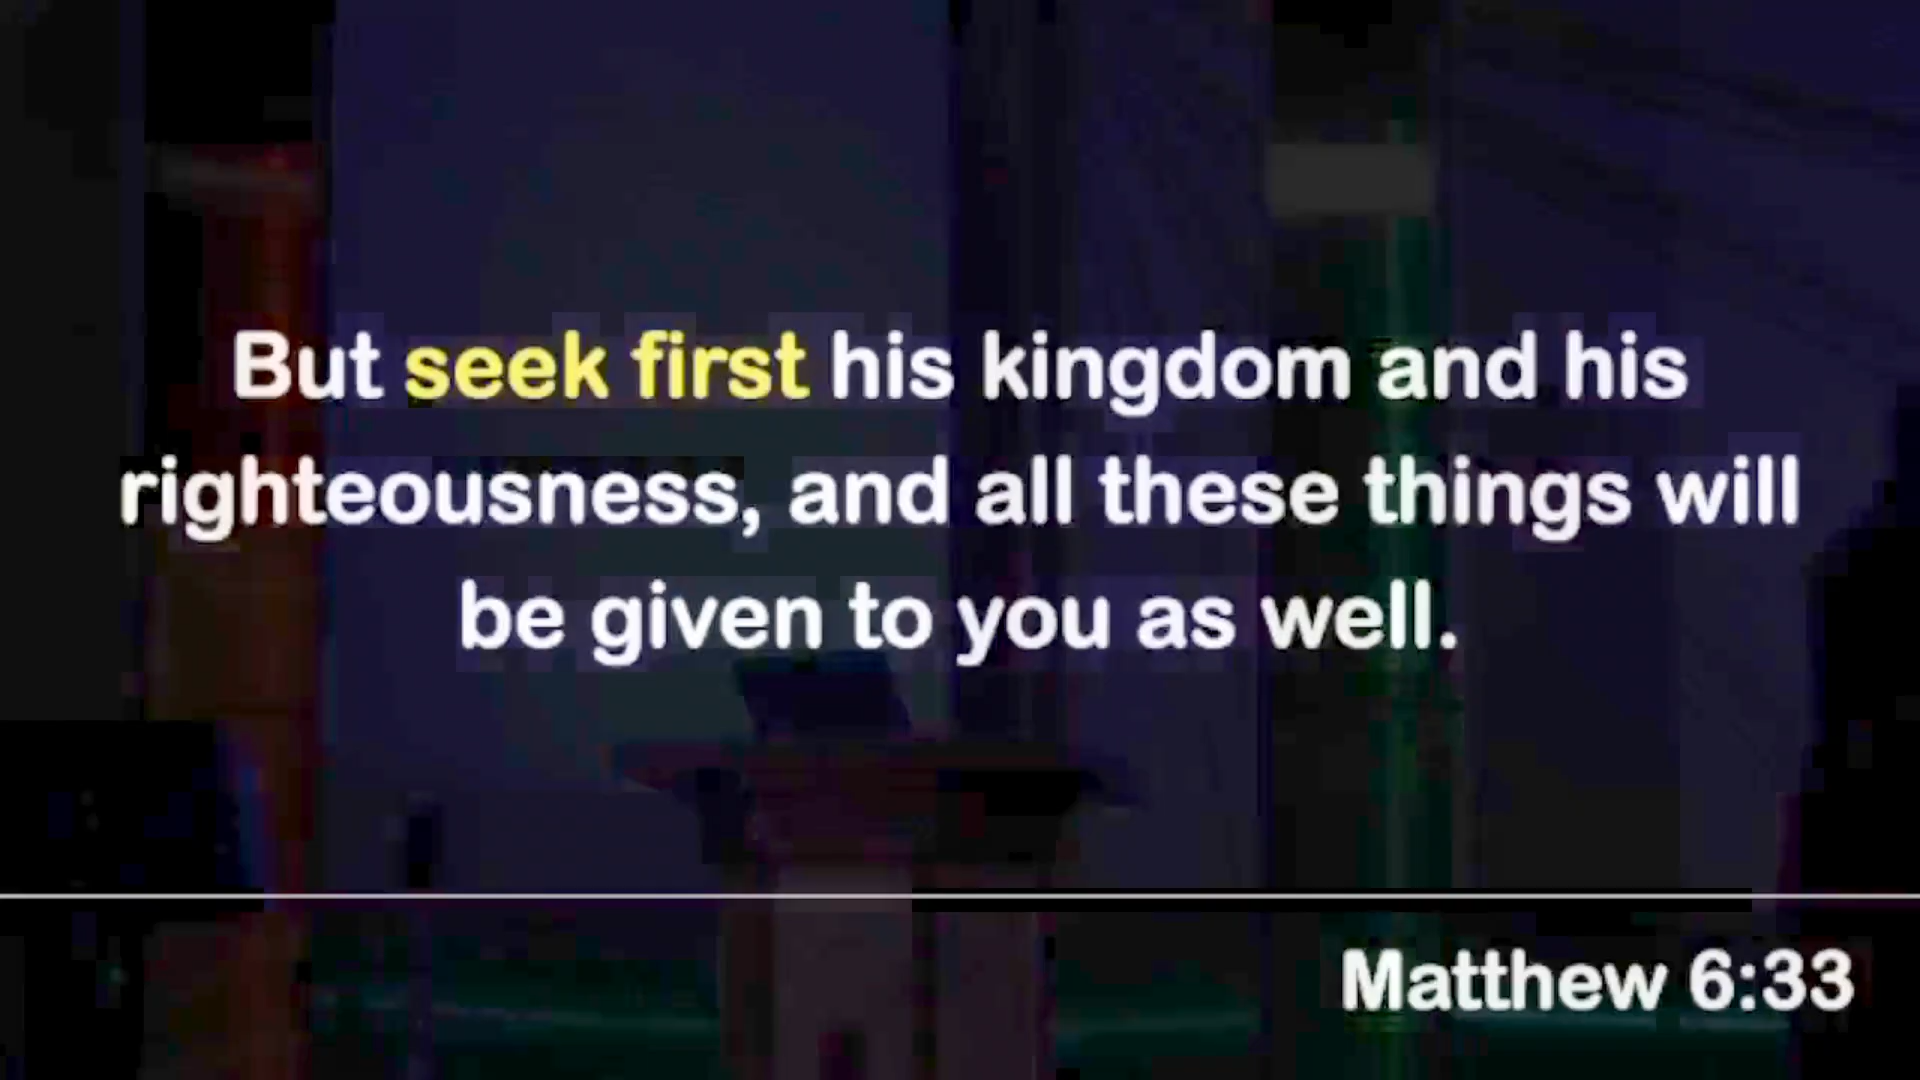 But seek first his kingdom and his
righteousness, and all these things will
be given to you as well.
Matthew 6:33